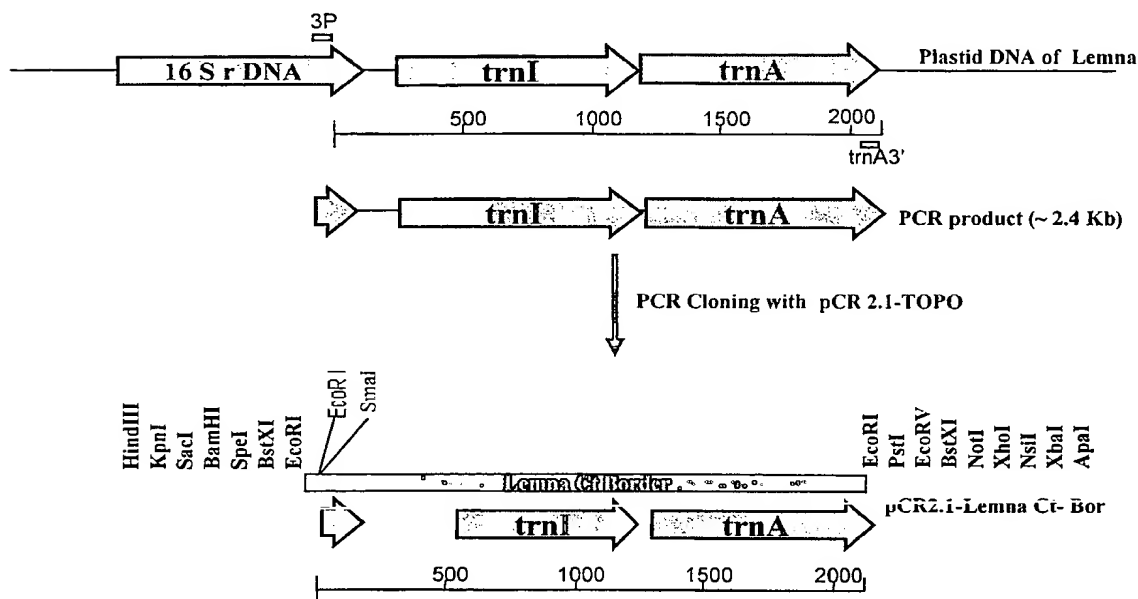 3P
16 S r DNA
trnI
trnA
Plastid DNA of Lemna
500
1000
1500
2000
trnA3'
trnI
trnA
PCR product (~ 2.4 Kb)
PCR Cloning with pCR 2.1-TOPO
HindIII
KpnI
SacI
BamHI
SpeI
BstXI
EcoRI
EcoR I
SmaI
EcoRI
PstI
EcoRV
BstXI
NotI
XhoI
NsiI
XbaI
ApaI
Lemna Ct Border
pCR2.1-Lemna Ct- Bor
trnI
trnA
500
1000
1500
2000